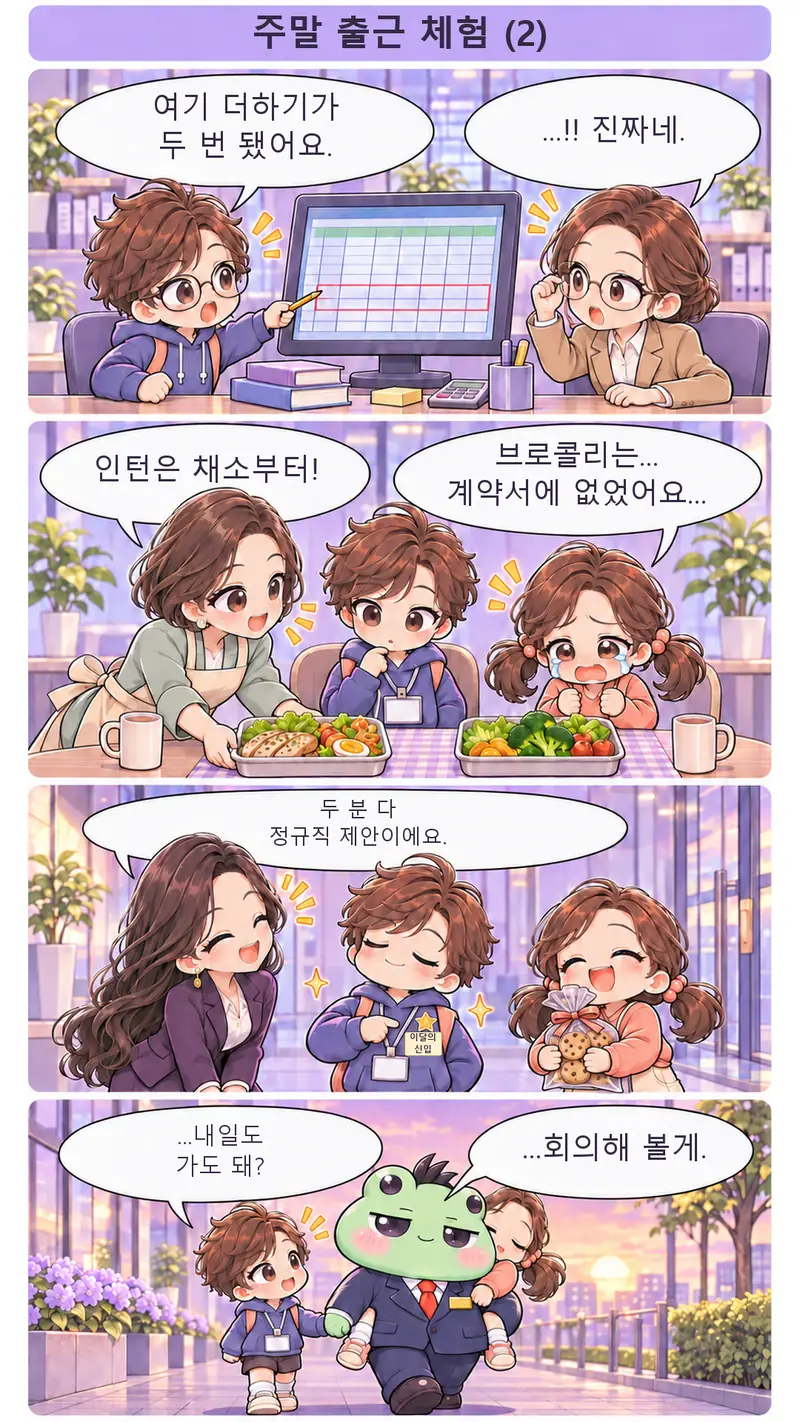 주말 출근 체험 (2)
여기 더하기가
두 번 됐어요.
...!! 진짜네.
인턴은 채소부터!
브로콜리는...
계약서에 없었어요...
두 분 다
정규직 제안이에요.
이달의
신입
...내일도
가도 돼?
...회의해 볼게.